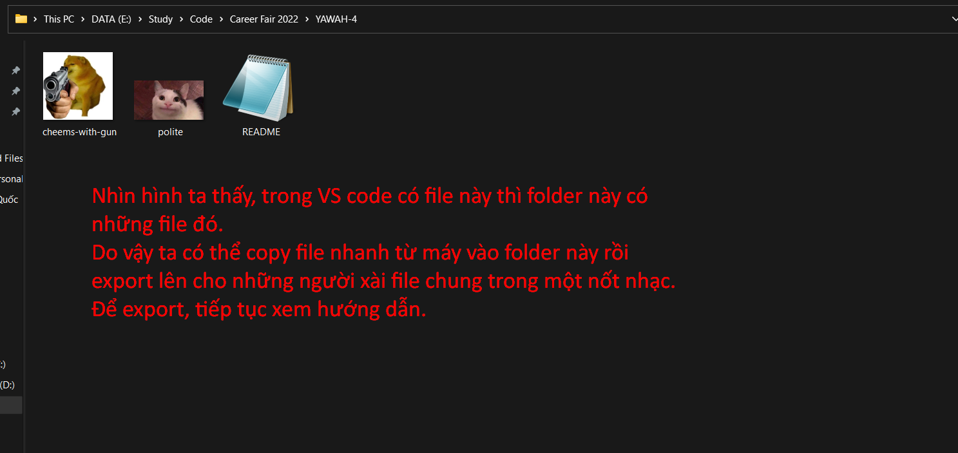 This PC > DATA (E:) > Study > Code > Career Fair 2022 > YAWAH-4
cheems-with-gun polite README
d Files
rsonal
Quốc
Nhìn hình ta thấy, trong VS code có file này thì folder này có
những file đó.
Do vậy ta có thể copy file nhanh từ máy vào folder này rồi
export lên cho những người xài file chung trong một nốt nhạc.
Để export, tiếp tục xem hướng dẫn.
:)
(D:)